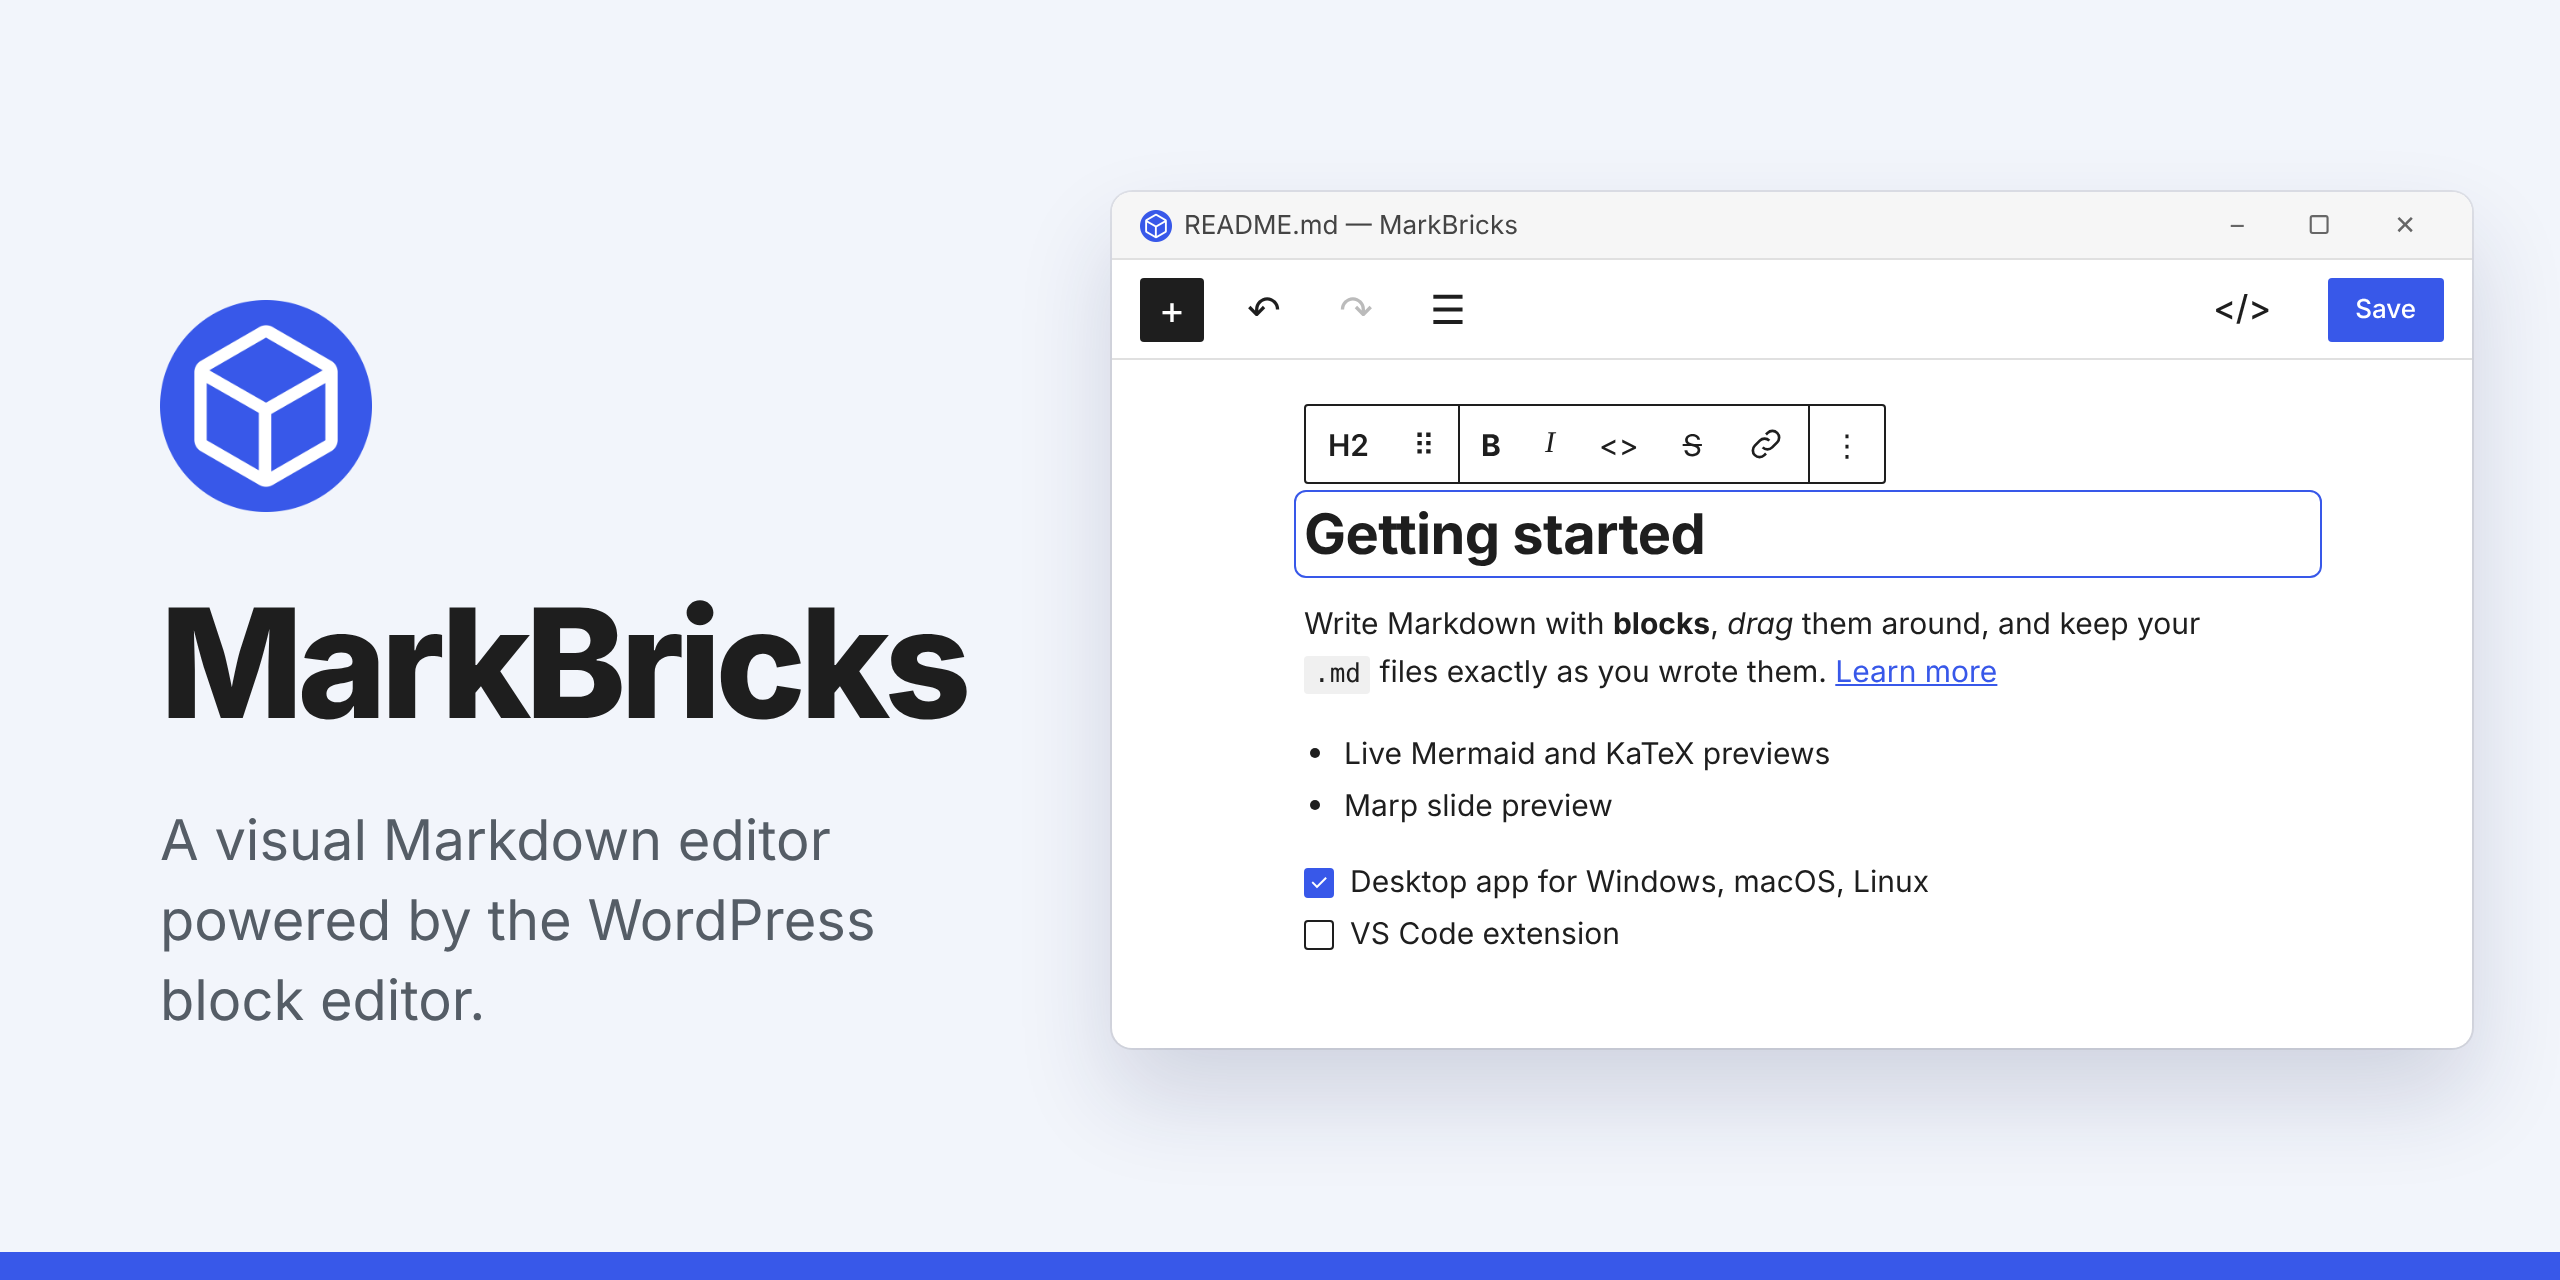 MarkBricks
A visual Markdown editor
powered by the WordPress
block editor.
README.md — MarkBricks
Save
H2 B I <> S
Getting started
Write Markdown with blocks, drag them around, and keep your
.md files exactly as you wrote them. Learn more
• Live Mermaid and KaTeX previews
• Marp slide preview
Desktop app for Windows, macOS, Linux
VS Code extension